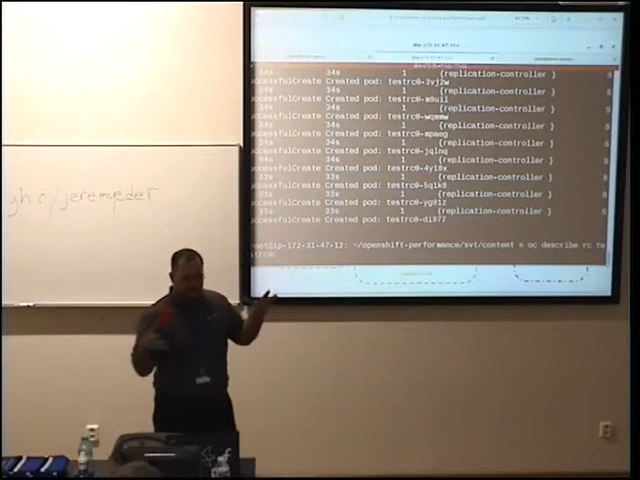 gh:c/jeremyeder
34s 34s 1 {replication-controller } S
uccessfulCreate Created pod: testrc0-3vj2w
34s 34s 1 {replication-controller } S
uccessfulCreate Created pod: testrc0-m9uil
34s 34s 1 {replication-controller } S
uccessfulCreate Created pod: testrc0-wqmmw
34s 34s 1 {replication-controller } S
uccessfulCreate Created pod: testrc0-mpmeg
34s 34s 1 {replication-controller } S
uccessfulCreate Created pod: testrc0-jqlnq
34s 34s 1 {replication-controller } S
uccessfulCreate Created pod: testrc0-4y18x
33s 33s 1 {replication-controller } S
uccessfulCreate Created pod: testrc0-5qik8
33s 33s 1 {replication-controller } S
uccessfulCreate Created pod: testrc0-yg91z
33s 33s 1 {replication-controller } S
uccessfulCreate Created pod: testrc0-di877
root@ip-172-31-47-12: ~/openshift-performance/svt/content # oc describe rc te
strc0